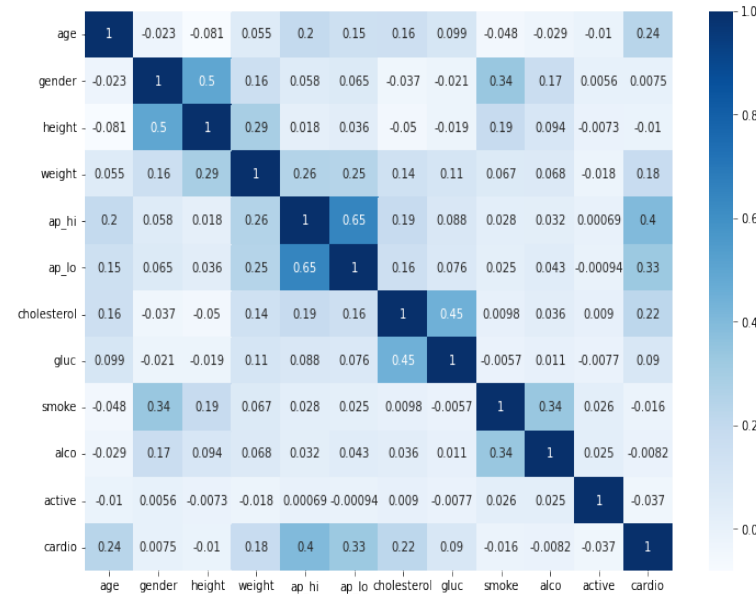 1.0
age 1 -0.023 -0.081 0.055 0.2 0.15 0.16 0.099 -0.048 -0.029 -0.01 0.24
gender -0.023 1 0.5 0.16 0.058 0.065 -0.037 -0.021 0.34 0.17 0.0056 0.0075
0.8
height -0.081 0.5 1 0.29 0.018 0.036 -0.05 -0.019 0.19 0.094 -0.0073 -0.01
weight 0.055 0.16 0.29 1 0.26 0.25 0.14 0.11 0.067 0.068 -0.018 0.18
0.6
ap_hi 0.2 0.058 0.018 0.26 1 0.65 0.19 0.088 0.028 0.032 0.00069 0.4
ap_lo 0.15 0.065 0.036 0.25 0.65 1 0.16 0.076 0.025 0.043 -0.00094 0.33
cholesterol 0.16 -0.037 -0.05 0.14 0.19 0.16 1 0.45 0.0098 0.036 0.009 0.22
0.4
gluc 0.099 -0.021 -0.019 0.11 0.088 0.076 0.45 1 -0.0057 0.011 -0.0077 0.09
smoke -0.048 0.34 0.19 0.067 0.028 0.025 0.0098 -0.0057 1 0.34 0.026 -0.016
0.2
alco -0.029 0.17 0.094 0.068 0.032 0.043 0.036 0.011 0.34 1 0.025 -0.0082
active -0.01 0.0056 -0.0073 -0.018 0.00069 -0.00094 0.009 -0.0077 0.026 0.025 1 -0.037
0.0
cardio 0.24 0.0075 -0.01 0.18 0.4 0.33 0.22 0.09 -0.016 -0.0082 -0.037 1
age gender height weight ap_hi ap_lo cholesterol gluc smoke alco active cardio